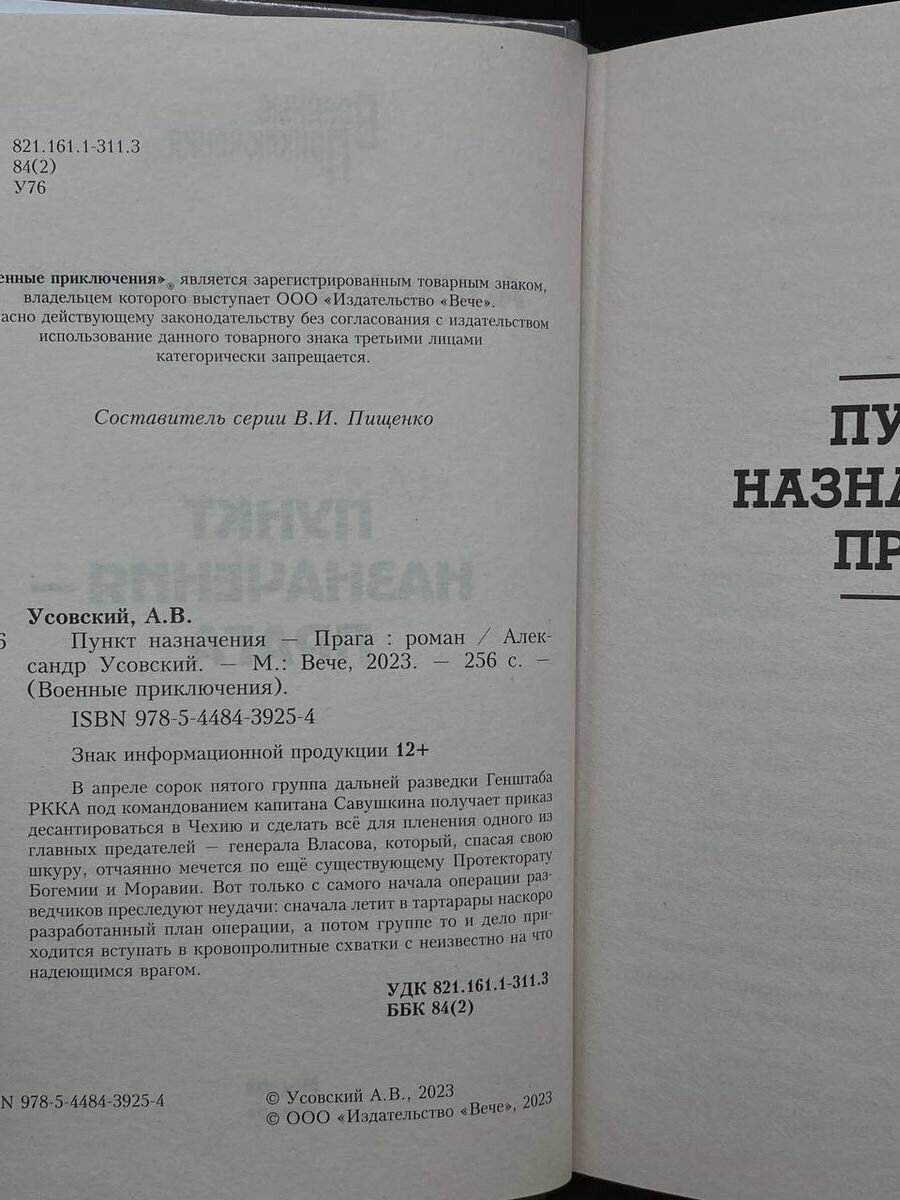 821.161.1-311.3
84(2)
У76
енные приключения»® является зарегистрированным товарным знаком,
владельцем которого выступает ООО «Издательство «Вече».
асно действующему законодательству без согласования с издательством
использование данного товарного знака третьими лицами
категорически запрещается.
Составитель серии В.И. Пищенко
Усовский, А.В.
6 Пункт назначения — Прага : роман / Алек-
сандр Усовский. — М.: Вече, 2023. — 256 с. —
(Военные приключения).
ISBN 978-5-4484-3925-4
Знак информационной продукции 12+
В апреле сорок пятого группа дальней разведки Генштаба
РККА под командованием капитана Савушкина получает приказ
десантироваться в Чехию и сделать всё для пленения одного из
главных предателей — генерала Власова, который, спасая свою
шкуру, отчаянно мечется по ещё существующему Протекторату
Богемии и Моравии. Вот только с самого начала операции раз-
ведчиков преследуют неудачи: сначала летит в тартарары наскоро
разработанный план операции, а потом группе то и дело при-
ходится вступать в кровопролитные схватки с неизвестно на что
надеющимся врагом.
УДК 821.161.1-311.3
ББК 84(2)
N 978-5-4484-3925-4
© Усовский А.В., 2023
© ООО «Издательство «Вече», 2023
ПУ
НАЗНА
ПР